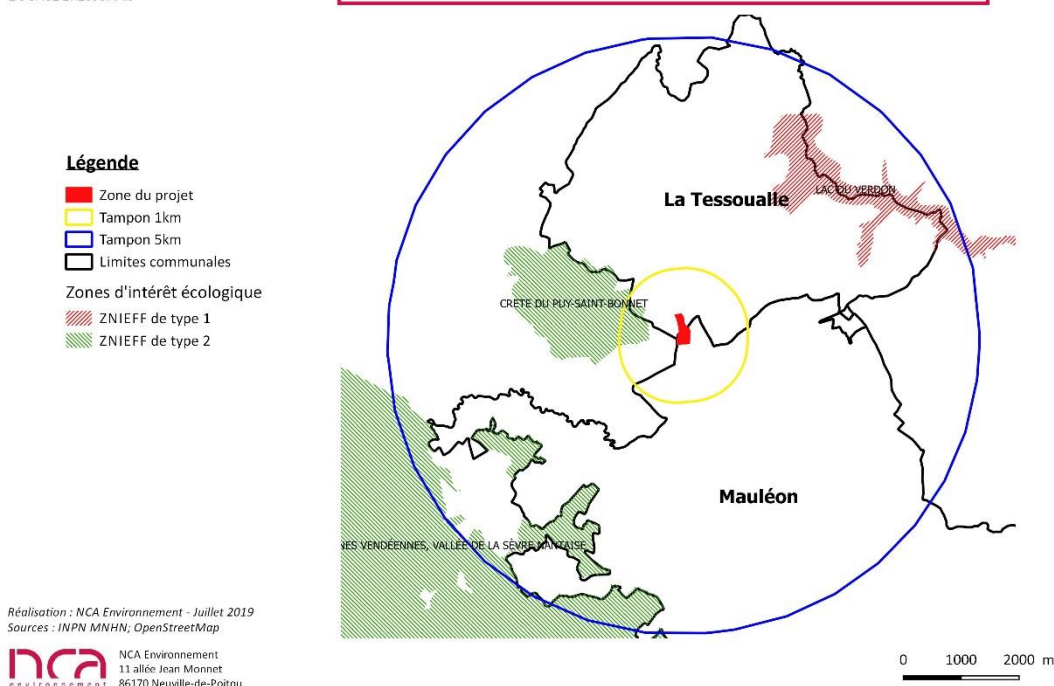 Légende
Zone du projet
Tampon 1km
Tampon 5km
Limites communales
Zones d'intérêt écologique
ZNIEFF de type 1
ZNIEFF de type 2
La Tessoualle
LAC DU VERDON
CRETE DU PUY-SAINT-BONNET
Mauléon
NES VENDÉENNES, VALLÉE DE LA SÈVRE NANTAISE
Réalisation : NCA Environnement - Juillet 2019
Sources : INPN MNHN; OpenStreetMap
nca
environnement
NCA Environnement
11 allée Jean Monnet
86170 Neuville-de-Poitou
0 1000 2000 m